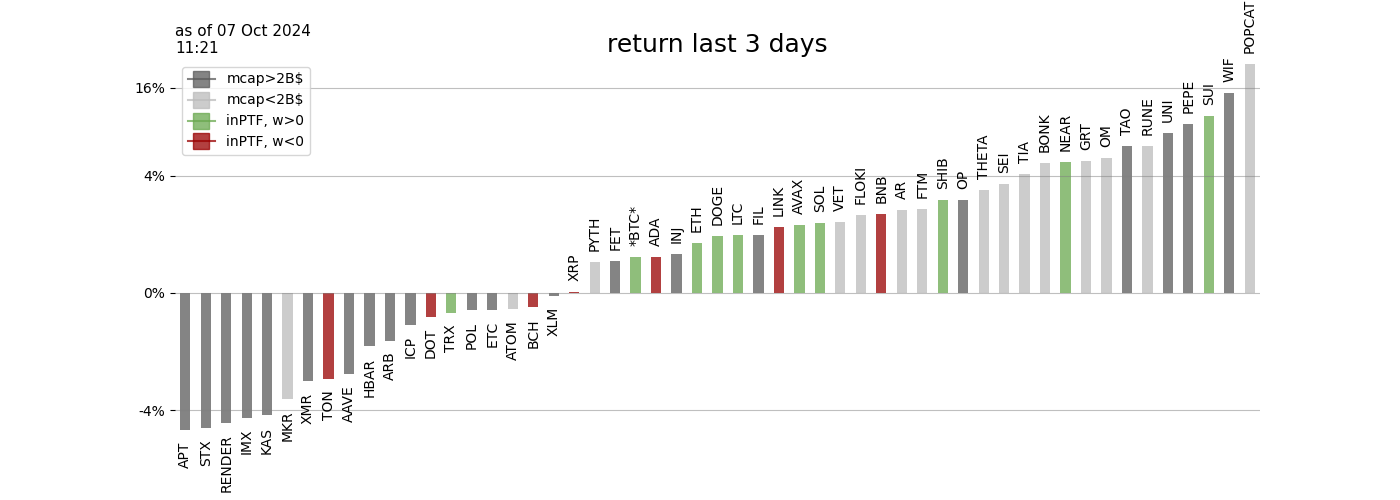 as of 07 Oct 2024
11:21
return last 3 days
mcap>2B$
mcap<2B$
inPTF, w>0
inPTF, w<0
16%
4%
0%
-4%
APT
STX
RENDER
IMX
KAS
MKR
XMR
TON
AAVE
HBAR
ARB
ICP
DOT
TRX
POL
ETC
ATOM
BCH
XLM
XRP
PYTH
FET
*BTC*
ADA
INJ
ETH
DOGE
LTC
FIL
LINK
AVAX
SOL
VET
FLOKI
BNB
AR
FTM
SHIB
OP
THETA
SEI
TIA
BONK
NEAR
GRT
OM
TAO
RUNE
UNI
PEPE
SUI
WIF
POPCAT